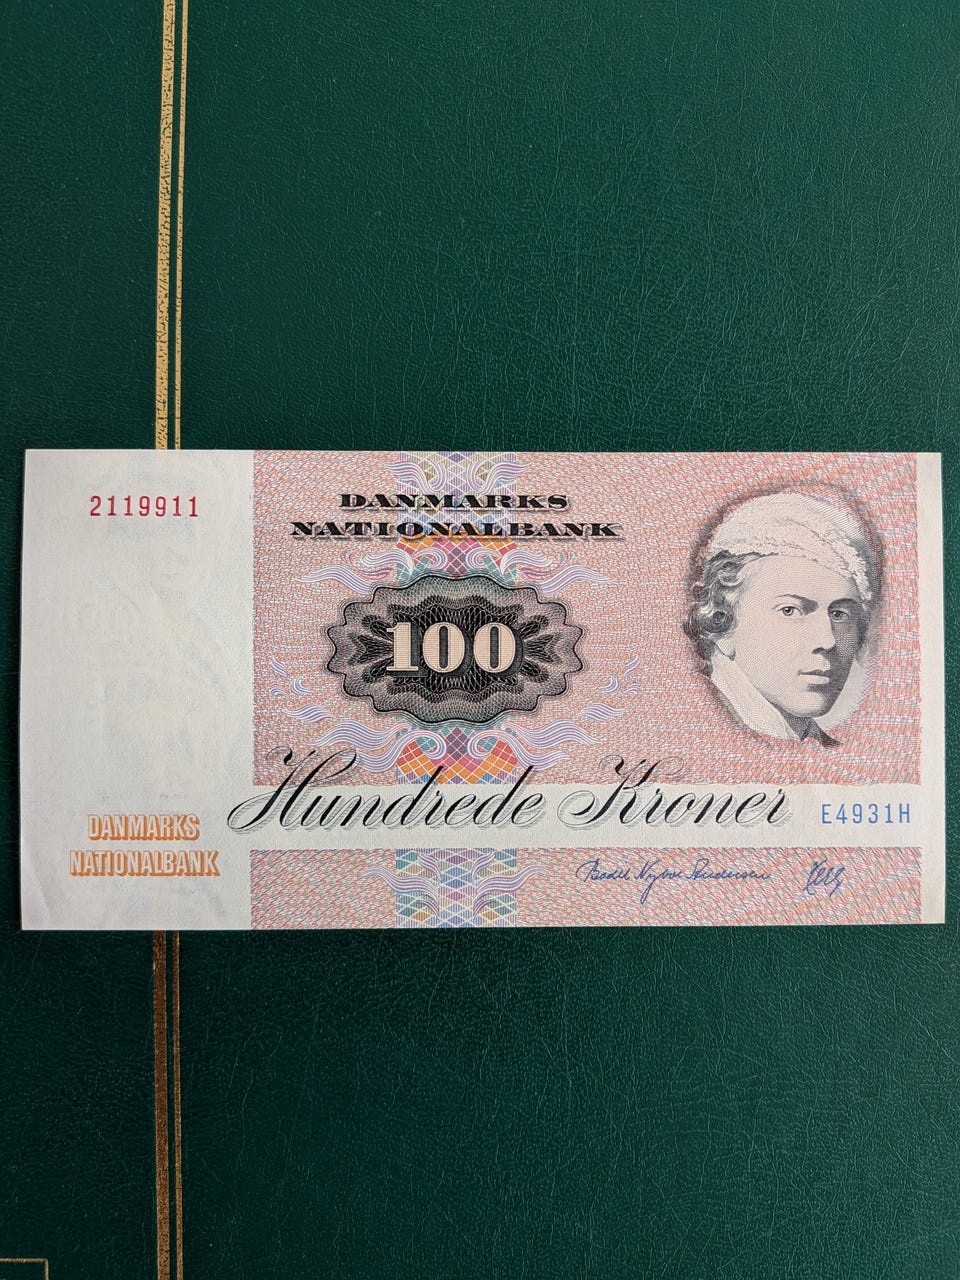 2119911
DANMARKS
NATIONALBANK
100
Hundrede Kroner
E4931H
DANMARKS
NATIONALBANK